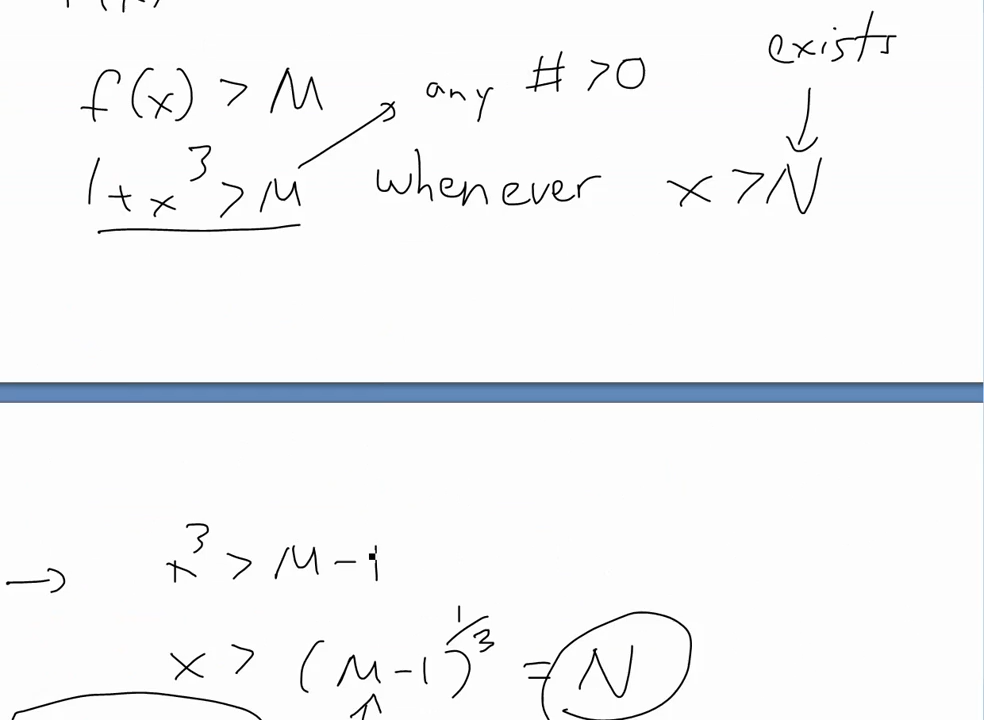 exists
f(x) > M any # > 0
1 + x³ > M whenever x > N
→ x³ > M - 1
x > (M - 1)^1/3 = N